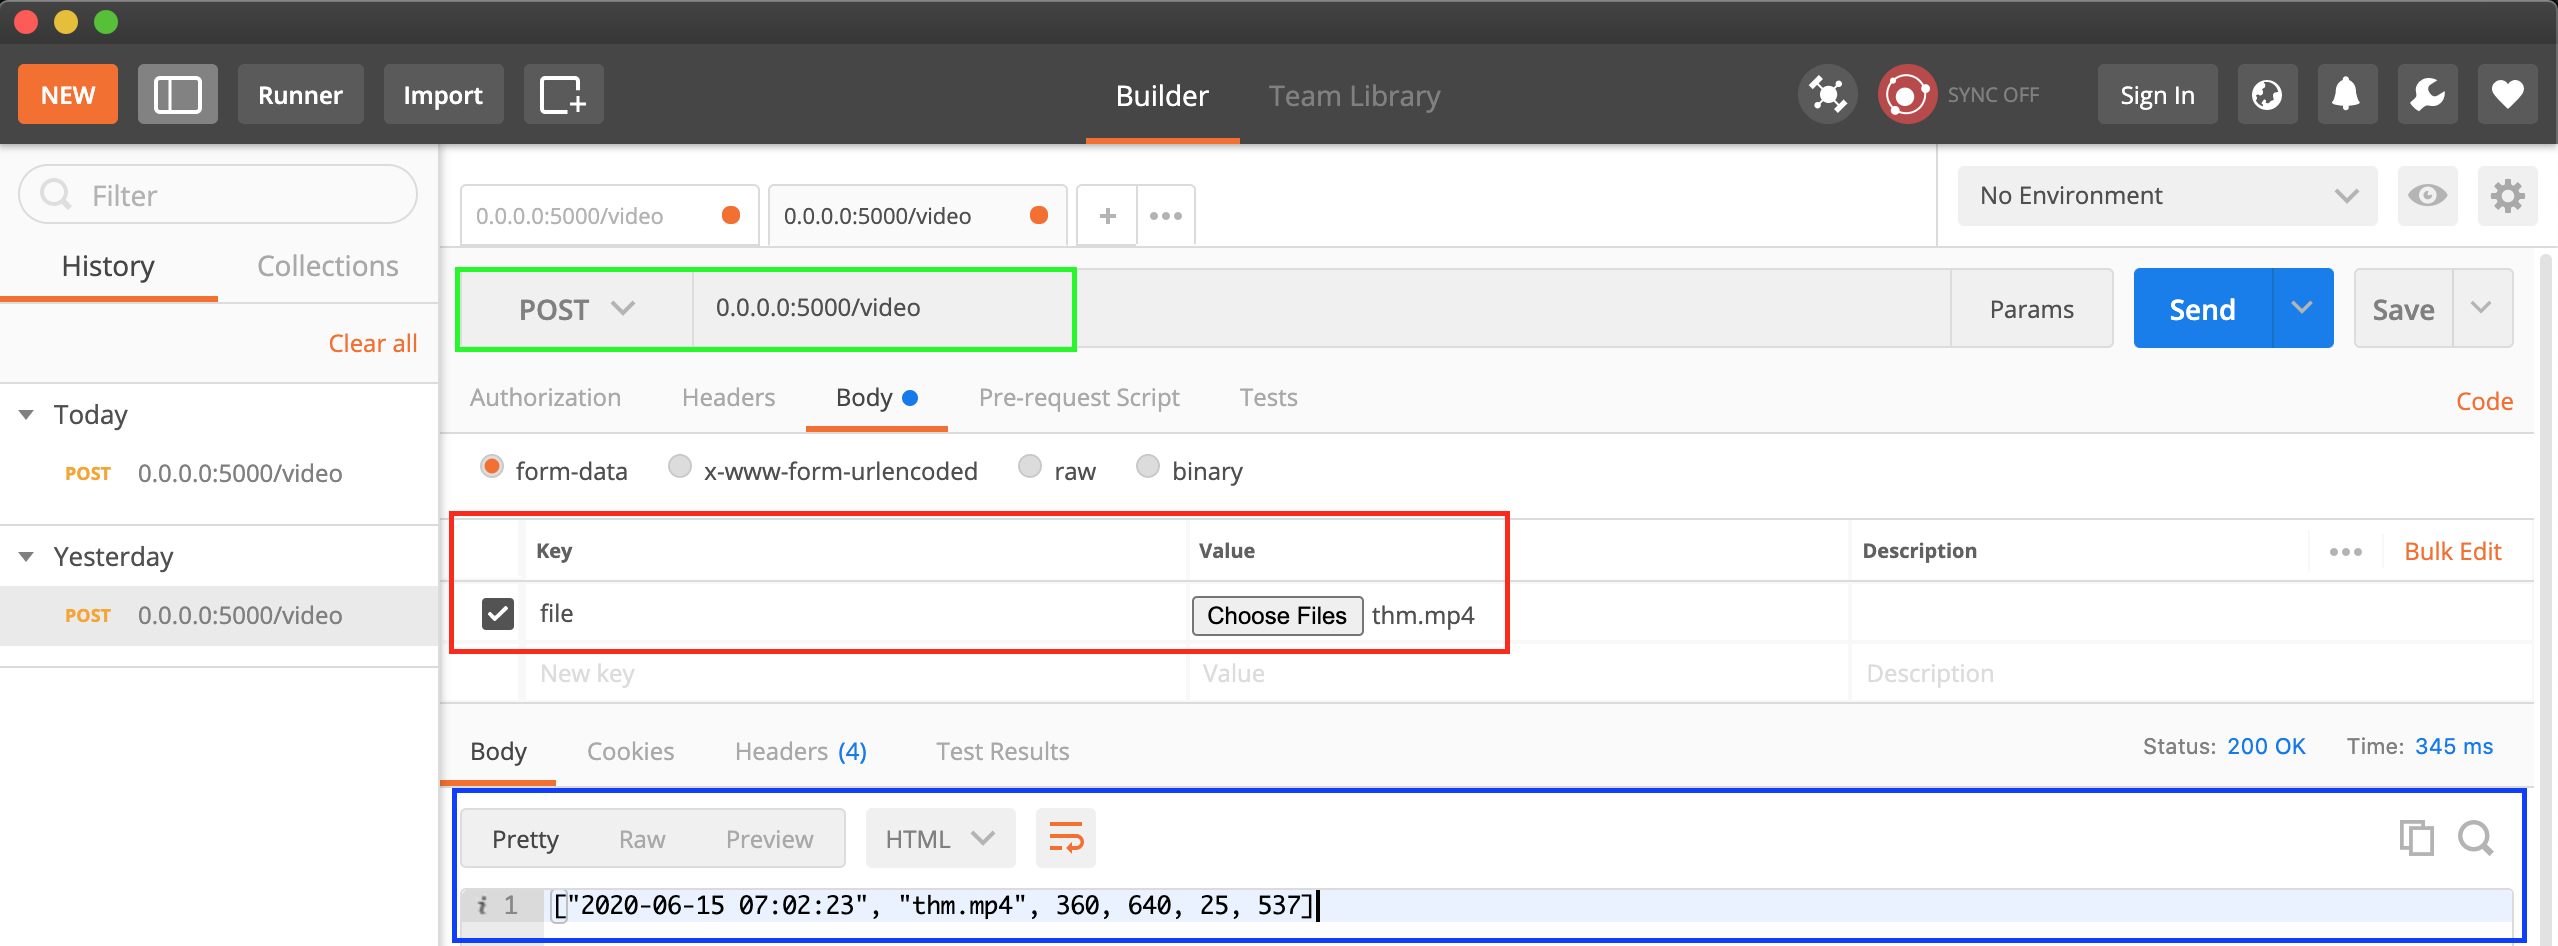 NEW Runner Import Builder Team Library SYNC OFF Sign In
Filter
0.0.0.0:5000/video 0.0.0.0:5000/video + No Environment
History Collections
POST 0.0.0.0:5000/video Params Send Save
Clear all
Authorization Headers Body Pre-request Script Tests Code
Today
POST 0.0.0.0:5000/video
form-data x-www-form-urlencoded raw binary
Yesterday
Key Value Description Bulk Edit
POST 0.0.0.0:5000/video
file Choose Files thm.mp4
New key Value Description
Body Cookies Headers (4) Test Results Status: 200 OK Time: 345 ms
Pretty Raw Preview HTML
i 1 ["2020-06-15 07:02:23", "thm.mp4", 360, 640, 25, 537]